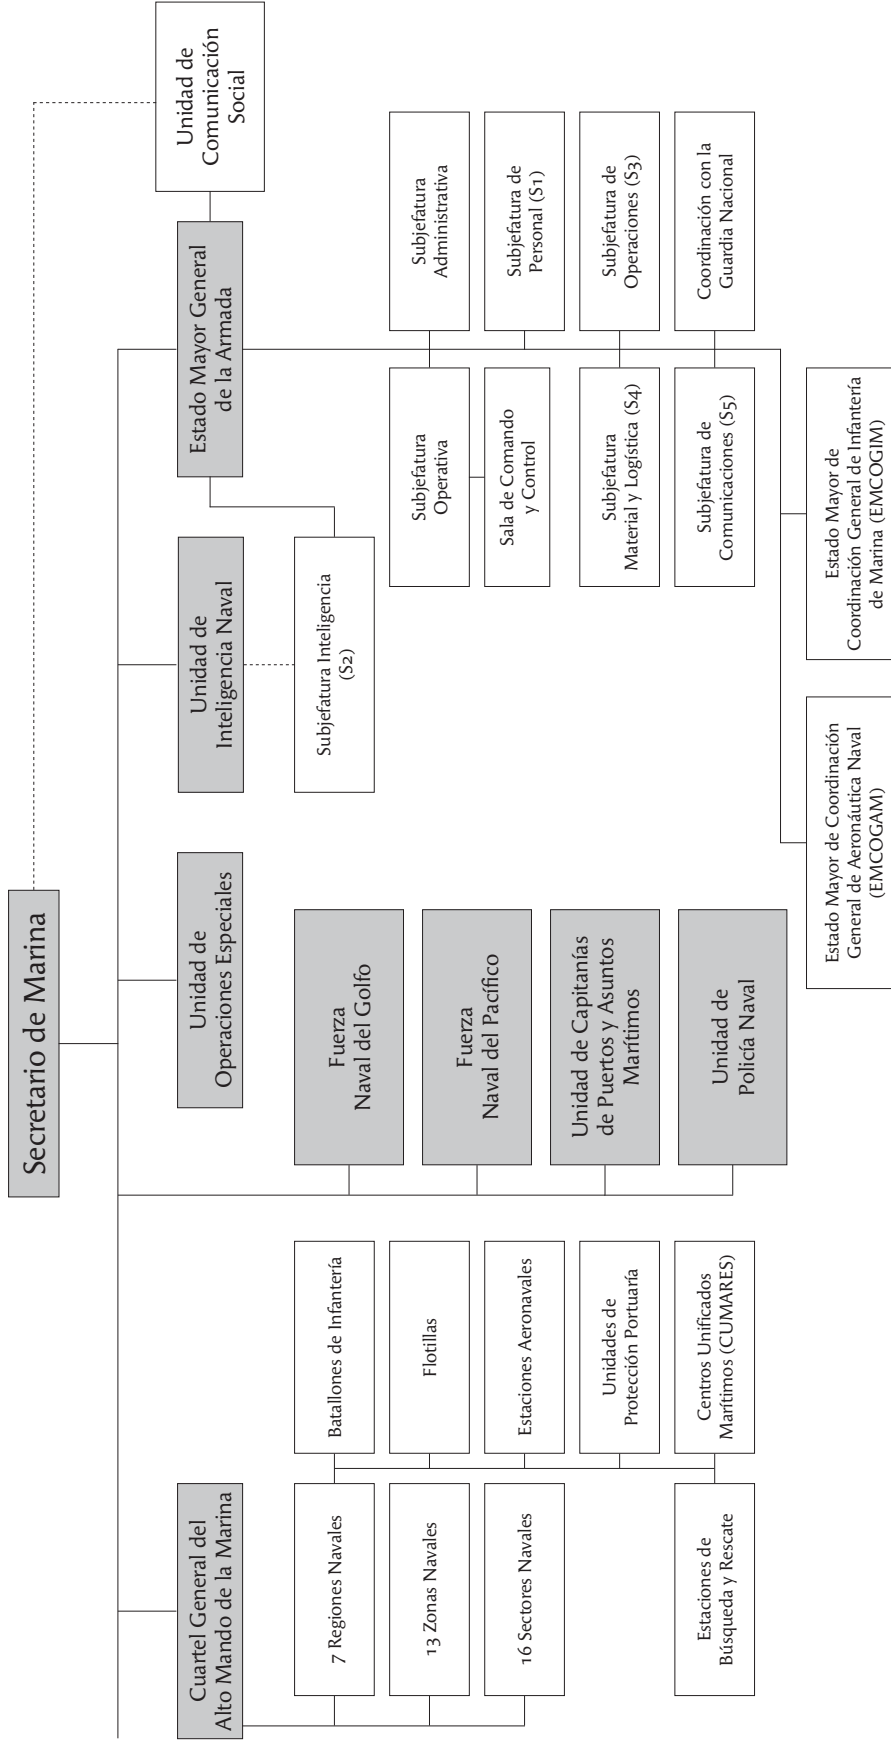 Secretario de Marina
Cuartel General del
Alto Mando de la Marina
7 Regiones Navales
13 Zonas Navales
16 Sectores Navales
Estaciones de
Búsqueda y Rescate
Batallones de Infantería
Flotillas
Estaciones Aeronavales
Unidades de
Protección Portuaría
Centros Unificados
Marítimos (CUMARES)
Fuerza
Naval del Golfo
Fuerza
Naval del Pacífico
Unidad de Capitanías
de Puertos y Asuntos
Marítimos
Unidad de
Policía Naval
Unidad de
Operaciones Especiales
Unidad de
Inteligencia Naval
Subjefatura Inteligencia
(S2)
Estado Mayor General
de la Armada
Unidad de
Comunicación
Social
Subjefatura
Operativa
Sala de Comando
y Control
Subjefatura
Material y Logística (S4)
Subjefatura de
Comunicaciones (S5)
Subjefatura
Administrativa
Subjefatura de
Personal (S1)
Subjefatura de
Operaciones (S3)
Coordinación con la
Guardia Nacional
Estado Mayor de Coordinación
General de Aeronáutica Naval
(EMCOGAM)
Estado Mayor de
Coordinación General de Infantería
de Marina (EMCOGIM)